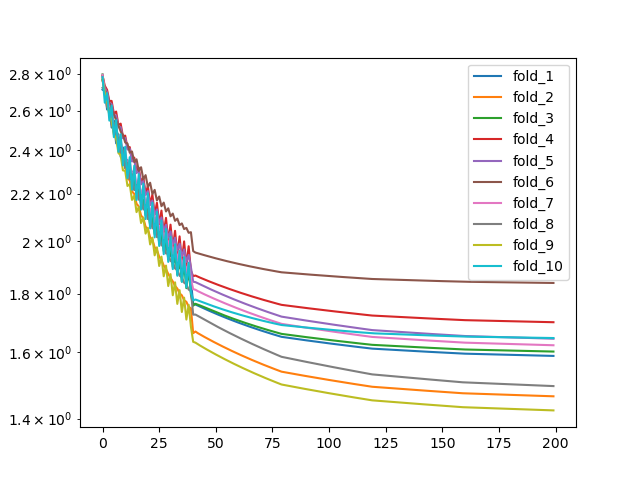 2.8 × 10⁰
2.6 × 10⁰
2.4 × 10⁰
2.2 × 10⁰
2 × 10⁰
1.8 × 10⁰
1.6 × 10⁰
1.4 × 10⁰
0 25 50 75 100 125 150 175 200
fold_1
fold_2
fold_3
fold_4
fold_5
fold_6
fold_7
fold_8
fold_9
fold_10